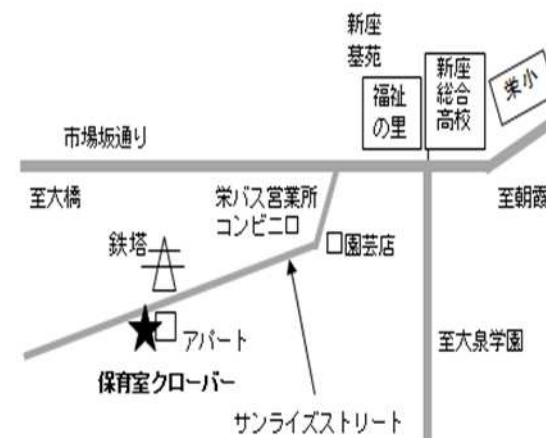 新座
墓苑
福祉
の里
新座
総合
高校
栄小
市場坂通り
至大橋
栄バス営業所
コンビニ
至朝霞
鉄塔
園芸店
アパート
至大泉学園
保育室クローバー
サンライズストリート